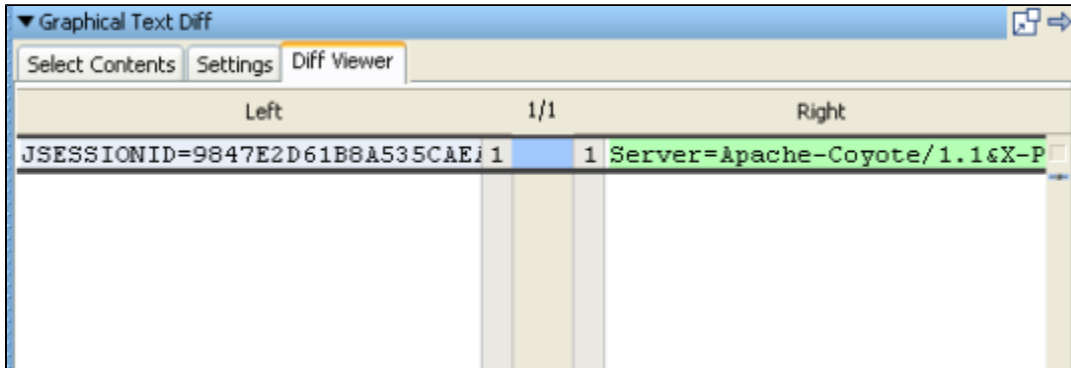 Graphical Text Diff
Select Contents Settings Diff Viewer
Left 1/1 Right
JSESSIONID=9847E2D61B8A535CAEA 1 1 Server=Apache-Coyote/1.1&X-P